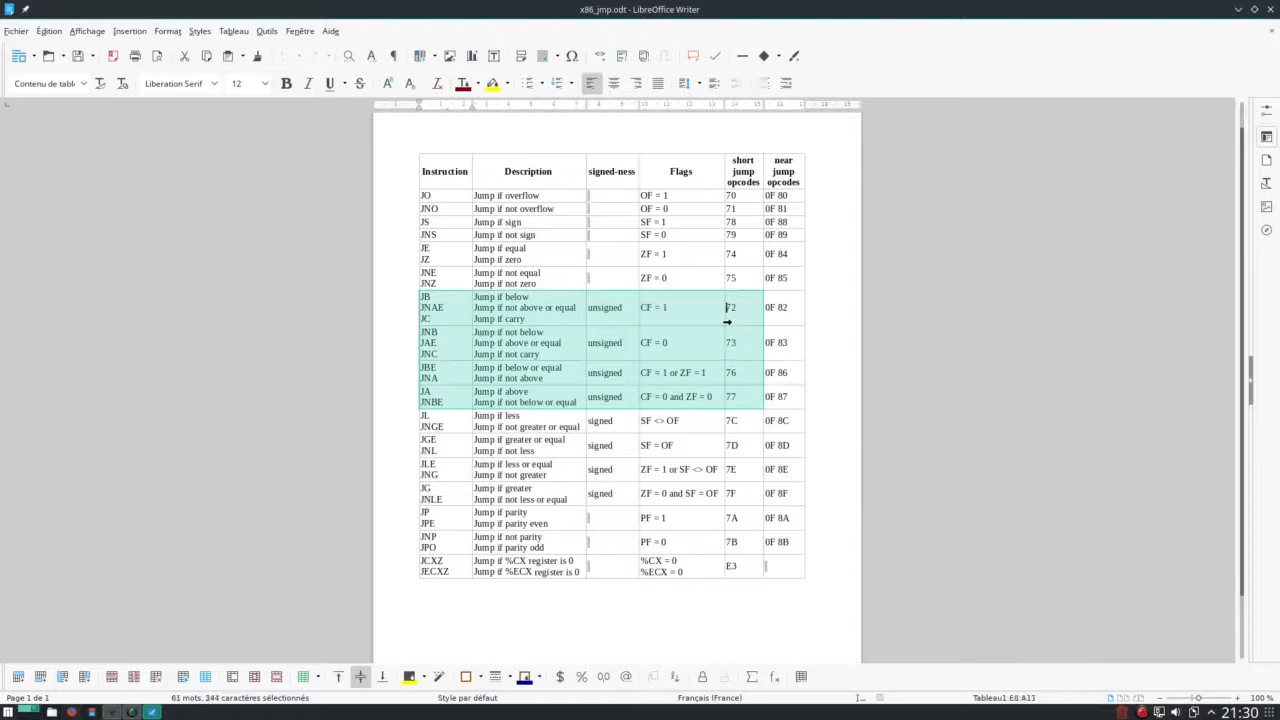 x86_jmp.odt - LibreOffice Writer
Fichier Édition Affichage Insertion Format Styles Tableau Outils Fenêtre Aide
Contenu de tabl Liberation Serif 12
Instruction Description signed-ness Flags short jump opcodes near jump opcodes
JO Jump if overflow OF = 1 70 0F 80
JNO Jump if not overflow OF = 0 71 0F 81
JS Jump if sign SF = 1 78 0F 88
JNS Jump if not sign SF = 0 79 0F 89
JE Jump if equal
JZ Jump if zero
ZF = 1 74 0F 84
JNE Jump if not equal
JNZ Jump if not zero
ZF = 0 75 0F 85
JB Jump if below
JNAE Jump if not above or equal unsigned CF = 1 72 0F 82
JC Jump if carry
JNB Jump if not below
JAE Jump if above or equal unsigned CF = 0 73 0F 83
JNC Jump if not carry
JBE Jump if below or equal
JNA Jump if not above
unsigned CF = 1 or ZF = 1 76 0F 86
JA Jump if above
JNBE Jump if not below or equal
unsigned CF = 0 and ZF = 0 77 0F 87
JL Jump if less
JNGE Jump if not greater or equal
signed SF <> OF 7C 0F 8C
JGE Jump if greater or equal
JNL Jump if not less
signed SF = OF 7D 0F 8D
JLE Jump if less or equal
JNG Jump if not greater
signed ZF = 1 or SF <> OF 7E 0F 8E
JG Jump if greater
JNLE Jump if not less or equal
signed ZF = 0 and SF = OF 7F 0F 8F
JP Jump if parity
JPE Jump if parity even
PF = 1 7A 0F 8A
JNP Jump if not parity
JPO Jump if parity odd
PF = 0 7B 0F 8B
JCXZ Jump if %CX register is 0 %CX = 0
JECXZ Jump if %ECX register is 0 %ECX = 0
E3
Page 1 de 1 61 mots, 344 caractères sélectionnés Style par défaut Français (France) Tableau1:E8:A13 100 %
21:30